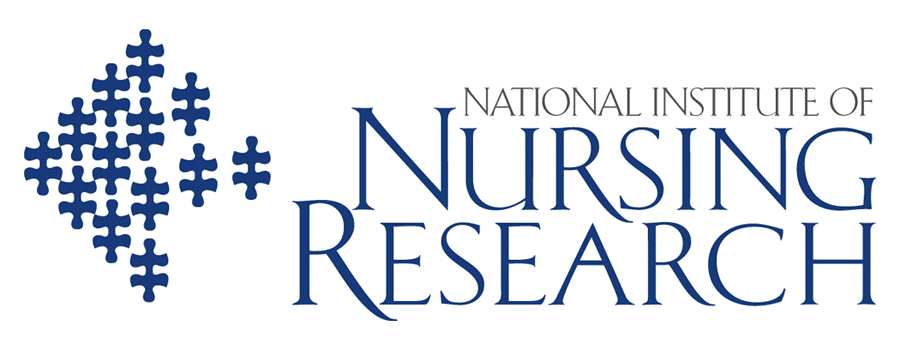 NATIONAL INSTITUTE OF
NURSING
RESEARCH